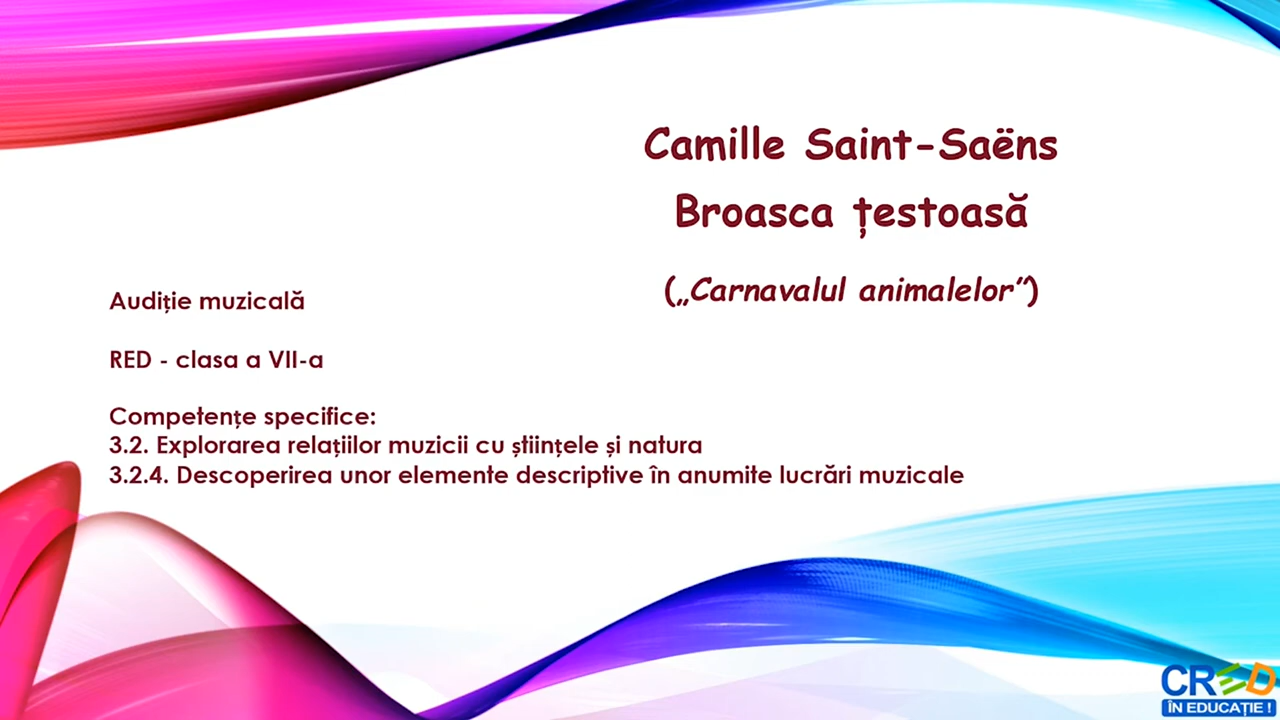 Camille Saint-Saëns
Broasca țestoasă
(„Carnavalul animalelor”)
Audiție muzicală
RED - clasa a VII-a
Competențe specifice:
3.2. Explorarea relațiilor muzicii cu științele și natura
3.2.4. Descoperirea unor elemente descriptive în anumite lucrări muzicale
CRED
ÎN EDUCAȚIE !